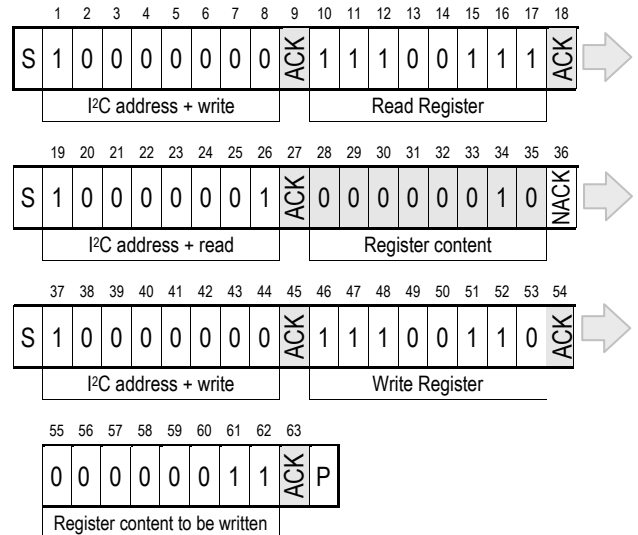 1 2 3 4 5 6 7 8 9 10 11 12 13 14 15 16 17 18
S 1 0 0 0 0 0 0 0 ACK 1 1 1 0 0 1 1 1 ACK
I²C address + write Read Register
19 20 21 22 23 24 25 26 27 28 29 30 31 32 33 34 35 36
S 1 0 0 0 0 0 0 1 ACK 0 0 0 0 0 0 1 0 NACK
I²C address + read Register content
37 38 39 40 41 42 43 44 45 46 47 48 49 50 51 52 53 54
S 1 0 0 0 0 0 0 0 ACK 1 1 1 0 0 1 1 0 ACK
I²C address + write Write Register
55 56 57 58 59 60 61 62 63
0 0 0 0 0 0 1 1 ACK P
Register content to be written